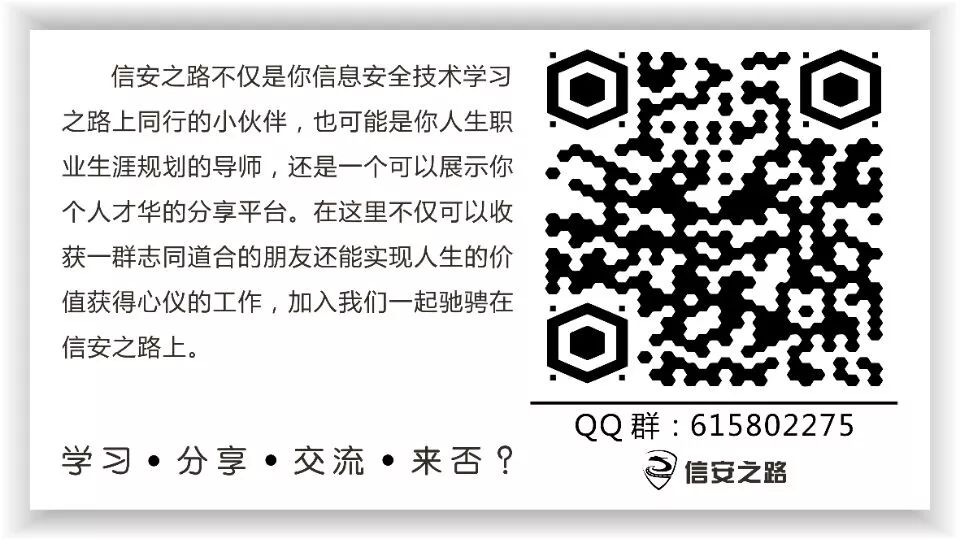 信安之路不仅是你信息安全技术学习
之路上同行的小伙伴，也可能是你人生职
业生涯规划的导师，还是一个可以展示你
个人才华的分享平台。在这里不仅可以收
获一群志同道合的朋友还能实现人生的价
值获得心仪的工作，加入我们一起驰骋在
信安之路上。
学习•分享•交流•来否？
QQ群：615802275
信安之路